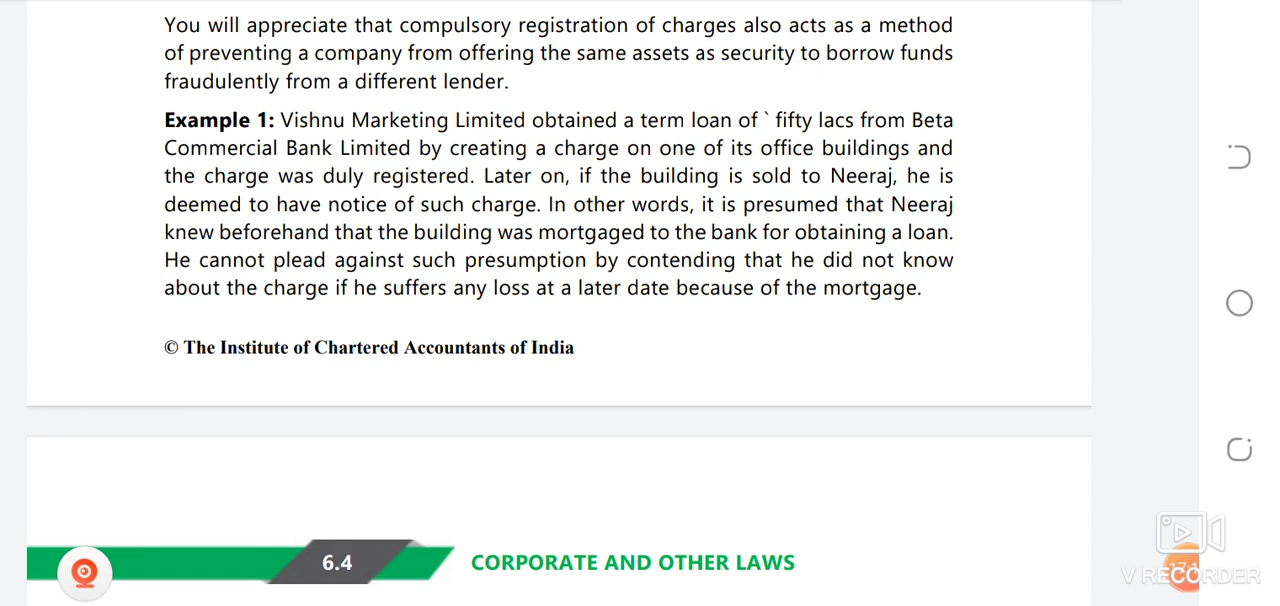 You will appreciate that compulsory registration of charges also acts as a method
of preventing a company from offering the same assets as security to borrow funds
fraudulently from a different lender.
Example 1: Vishnu Marketing Limited obtained a term loan of ` fifty lacs from Beta
Commercial Bank Limited by creating a charge on one of its office buildings and
the charge was duly registered. Later on, if the building is sold to Neeraj, he is
deemed to have notice of such charge. In other words, it is presumed that Neeraj
knew beforehand that the building was mortgaged to the bank for obtaining a loan.
He cannot plead against such presumption by contending that he did not know
about the charge if he suffers any loss at a later date because of the mortgage.
© The Institute of Chartered Accountants of India
6.4 CORPORATE AND OTHER LAWS
V RECORDER